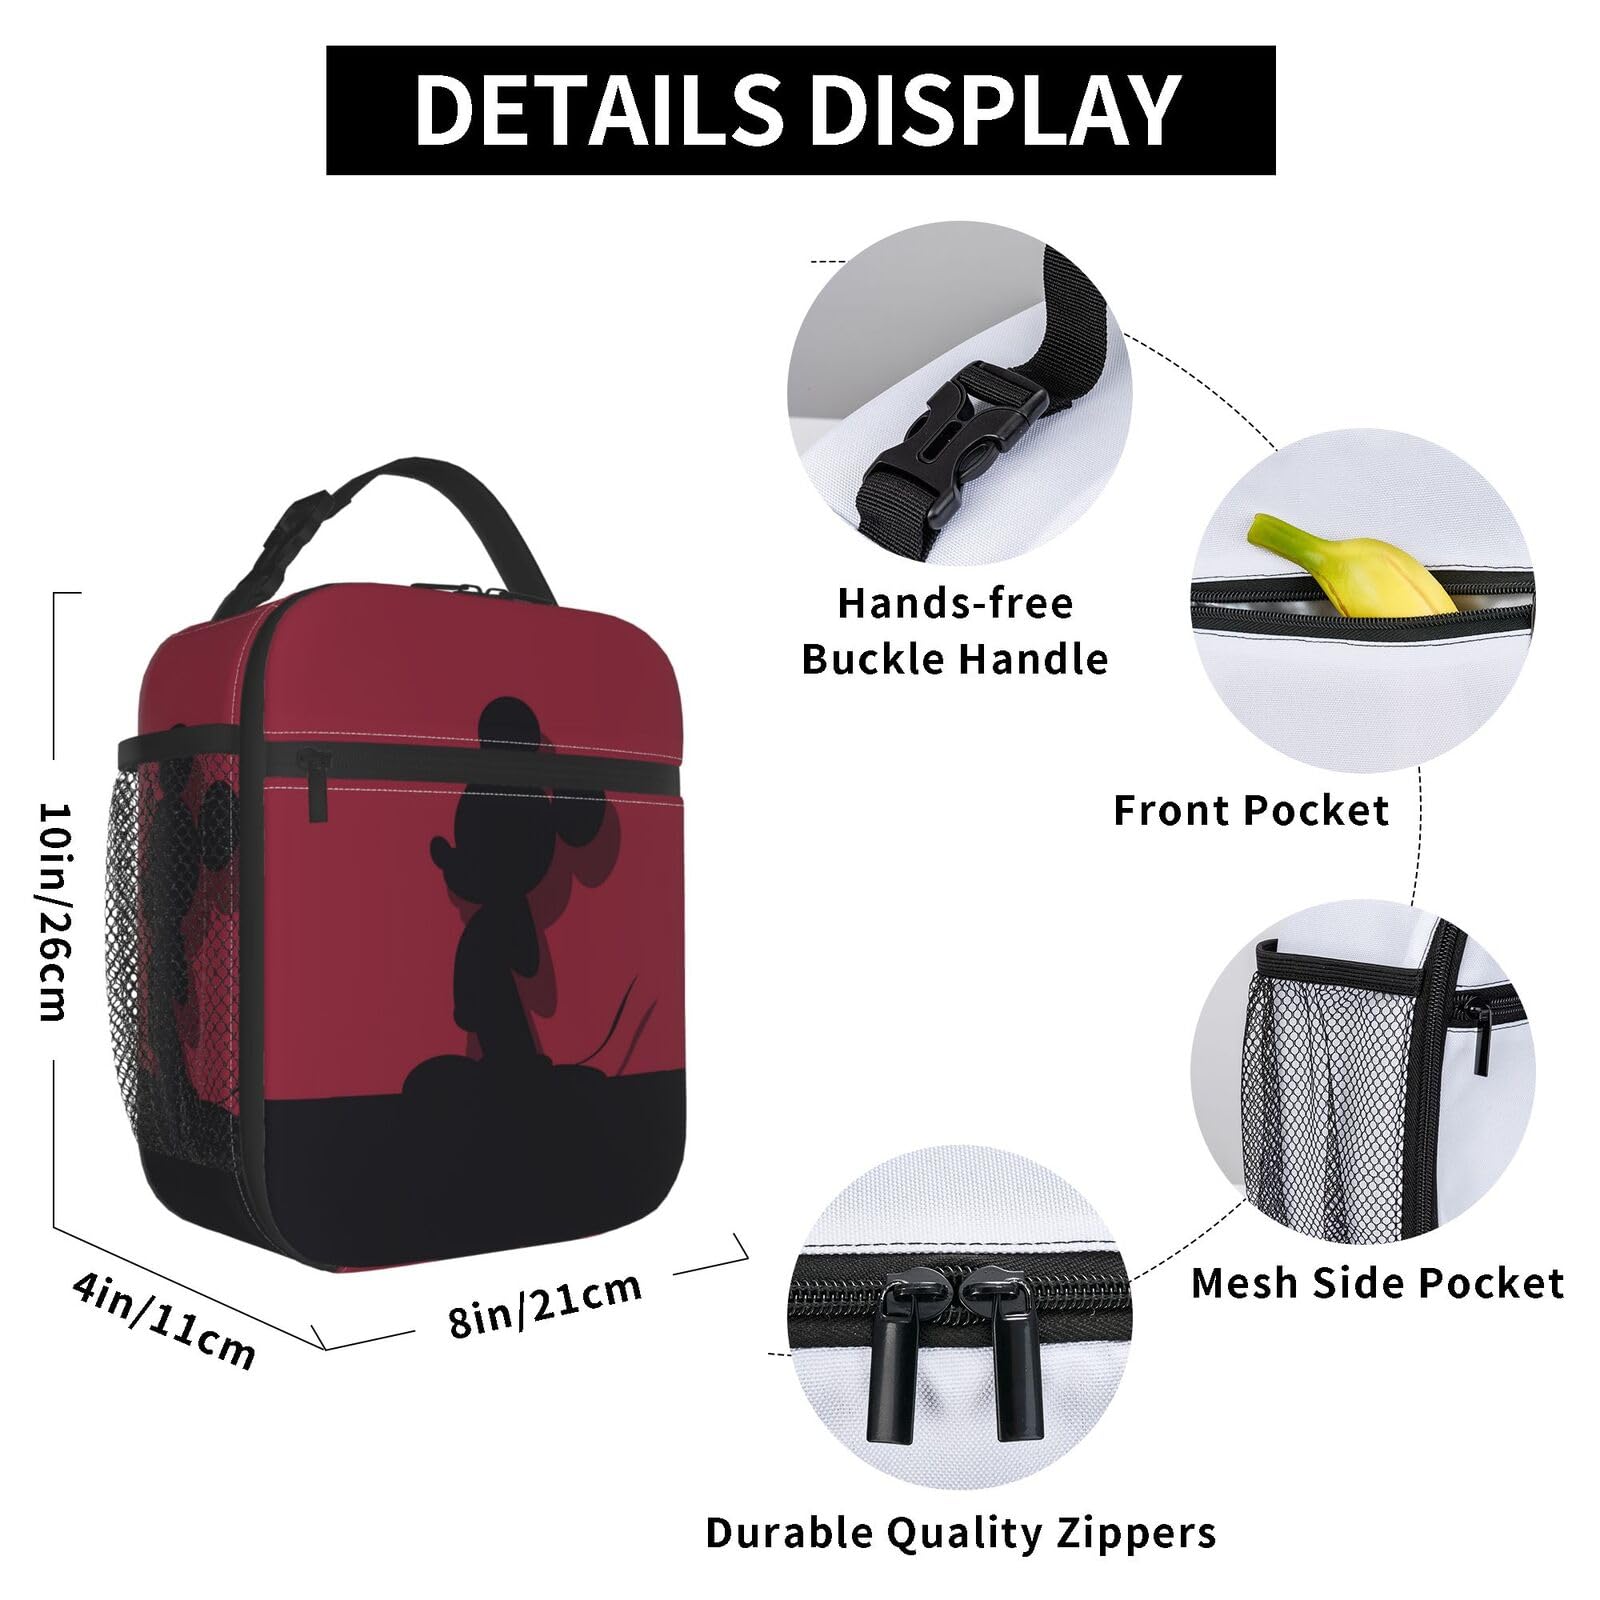 DETAILS DISPLAY
Hands-free
Buckle Handle
Front Pocket
10in/26cm
Mesh Side Pocket
4in/11cm
8in/21cm
Durable Quality Zippers